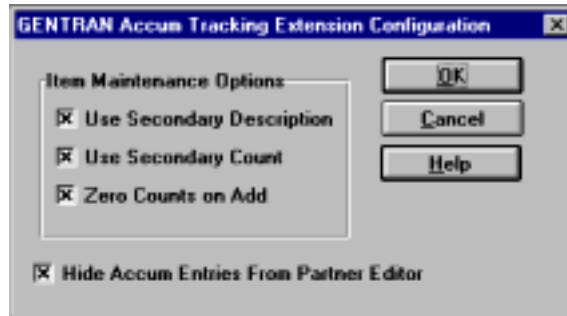 GENTRAN Accum Tracking Extension Configuration
Item Maintenance Options
Use Secondary Description
Use Secondary Count
Zero Counts on Add
OK
Cancel
Help
Hide Accum Entries From Partner Editor